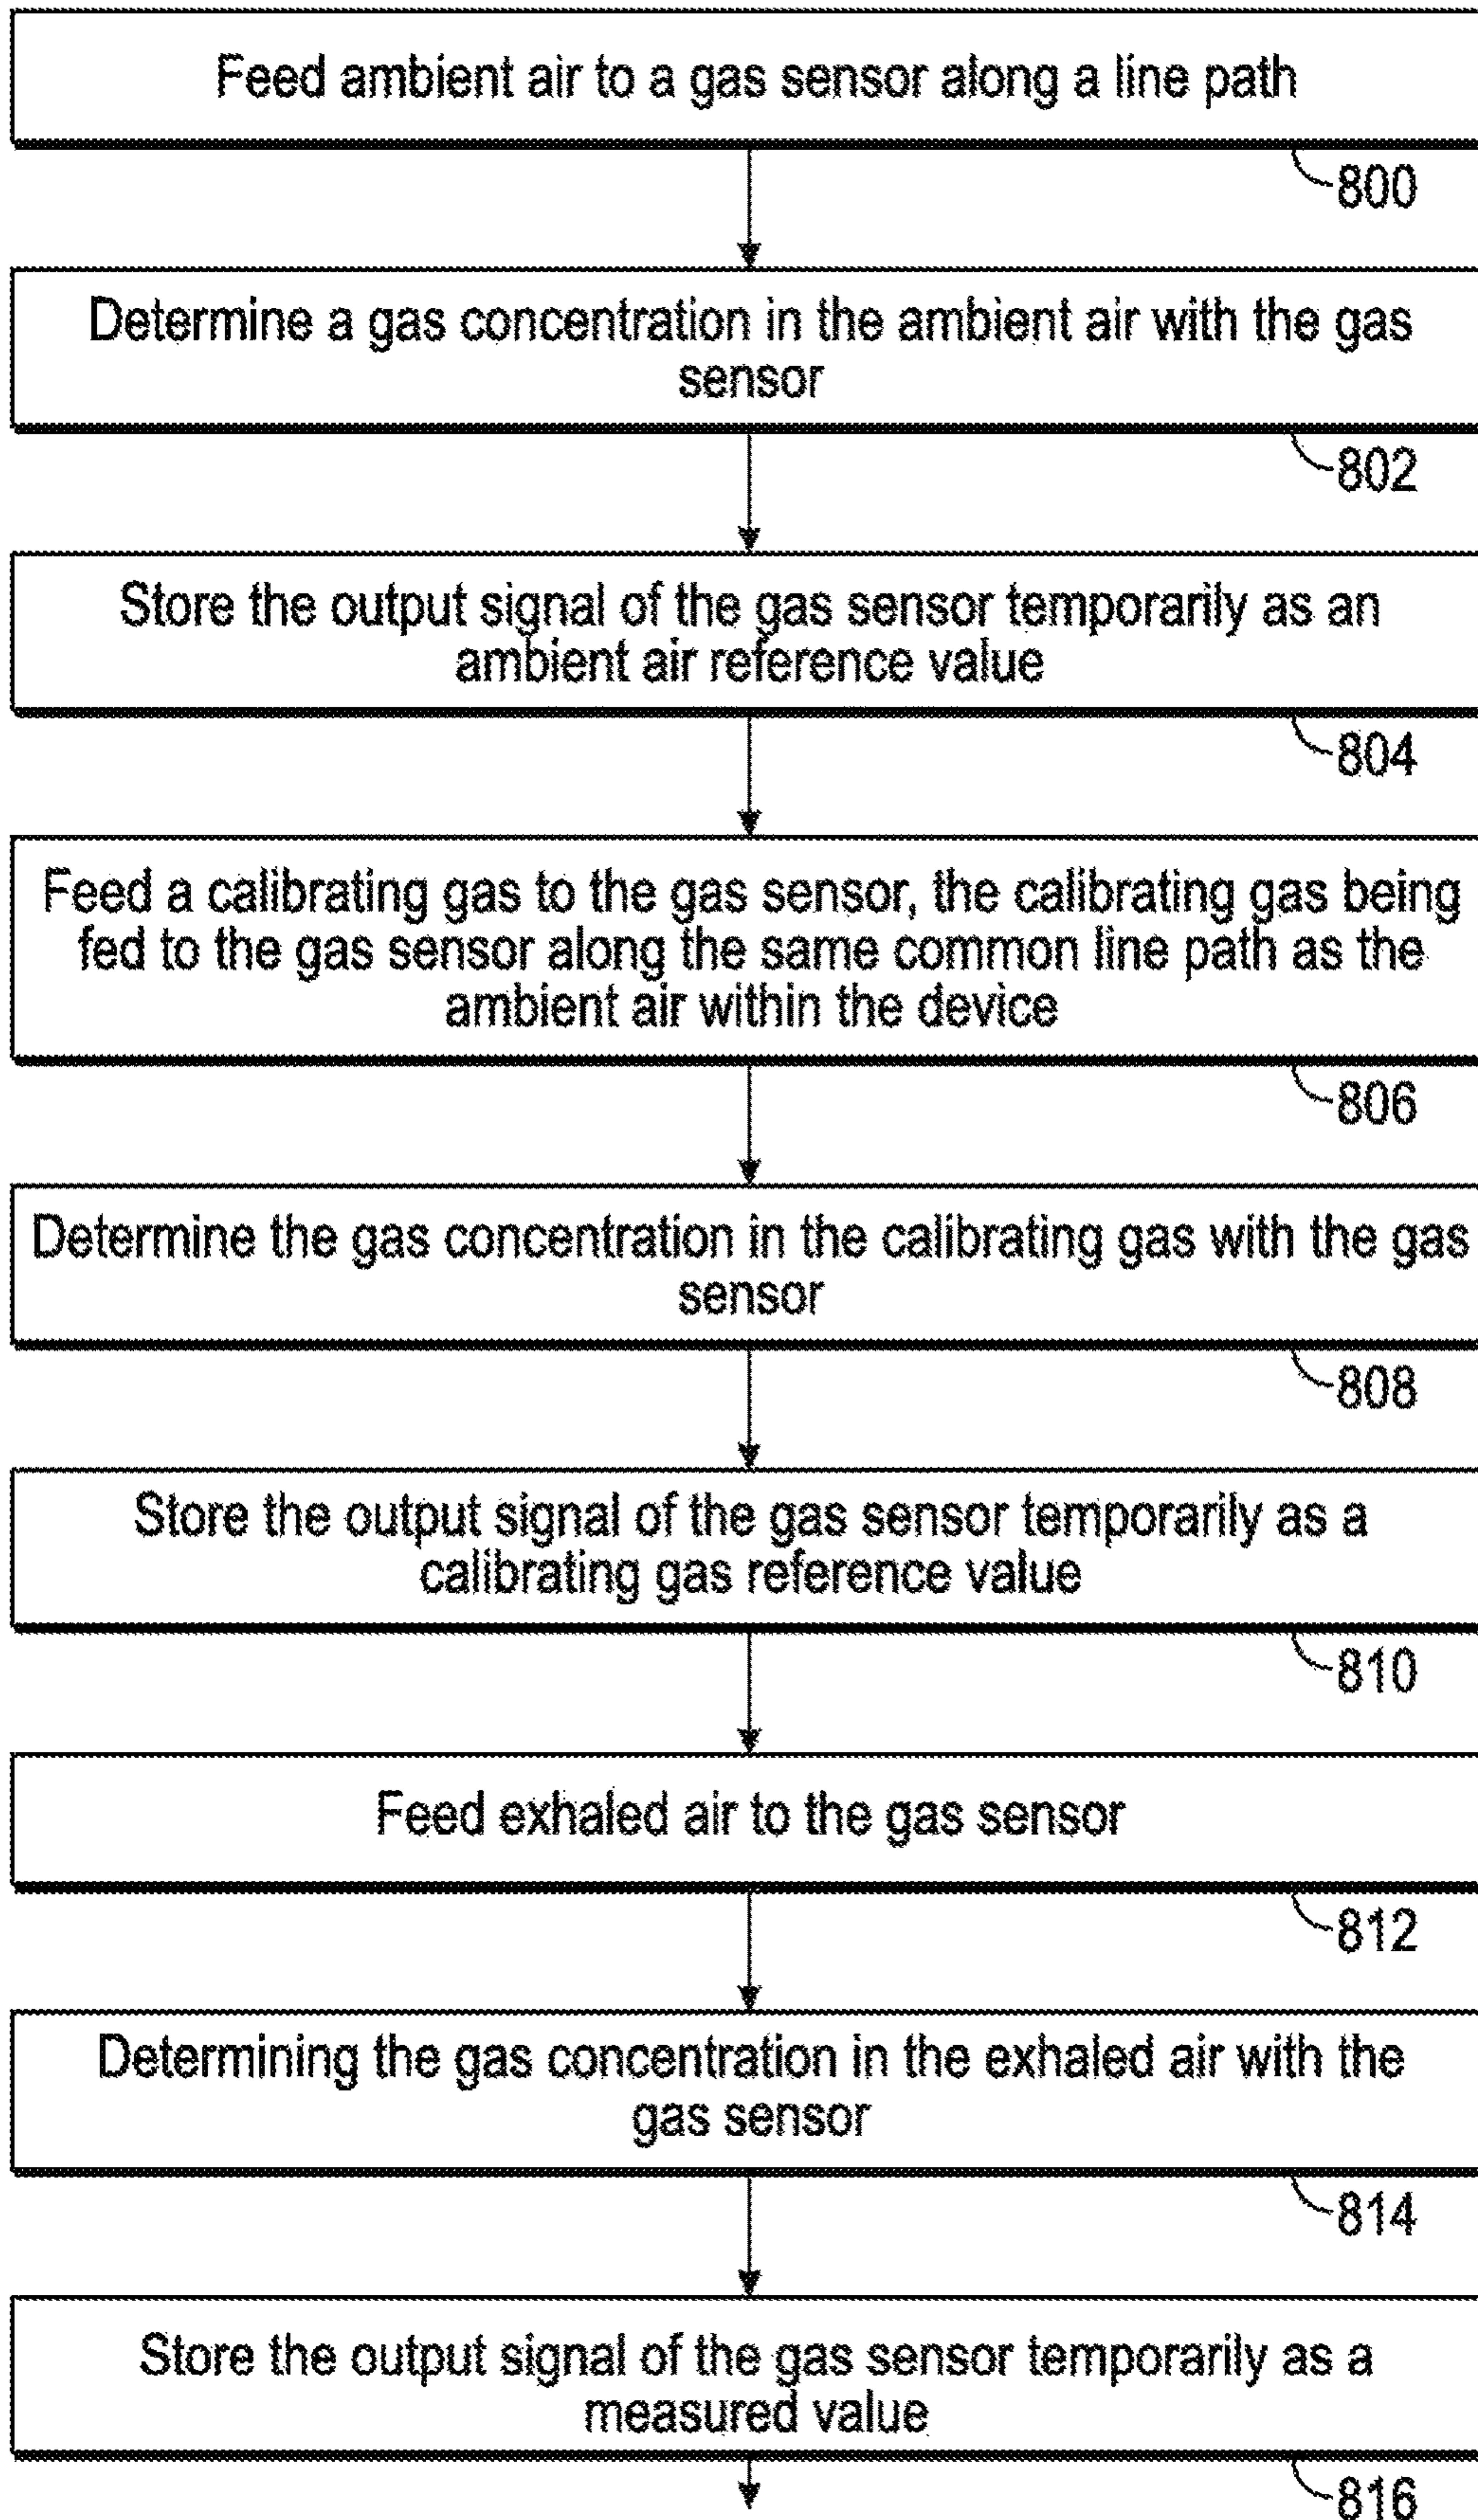 Feed ambient air to a gas sensor along a line path
800
Determine a gas concentration in the ambient air with the gas
sensor
802
Store the output signal of the gas sensor temporarily as an
ambient air reference value
804
Feed a calibrating gas to the gas sensor, the calibrating gas being
fed to the gas sensor along the same common line path as the
ambient air within the device
806
Determine the gas concentration in the calibrating gas with the gas
sensor
808
Store the output signal of the gas sensor temporarily as a
calibrating gas reference value
810
Feed exhaled air to the gas sensor
812
Determining the gas concentration in the exhaled air with the
gas sensor
814
Store the output signal of the gas sensor temporarily as a
measured value
816